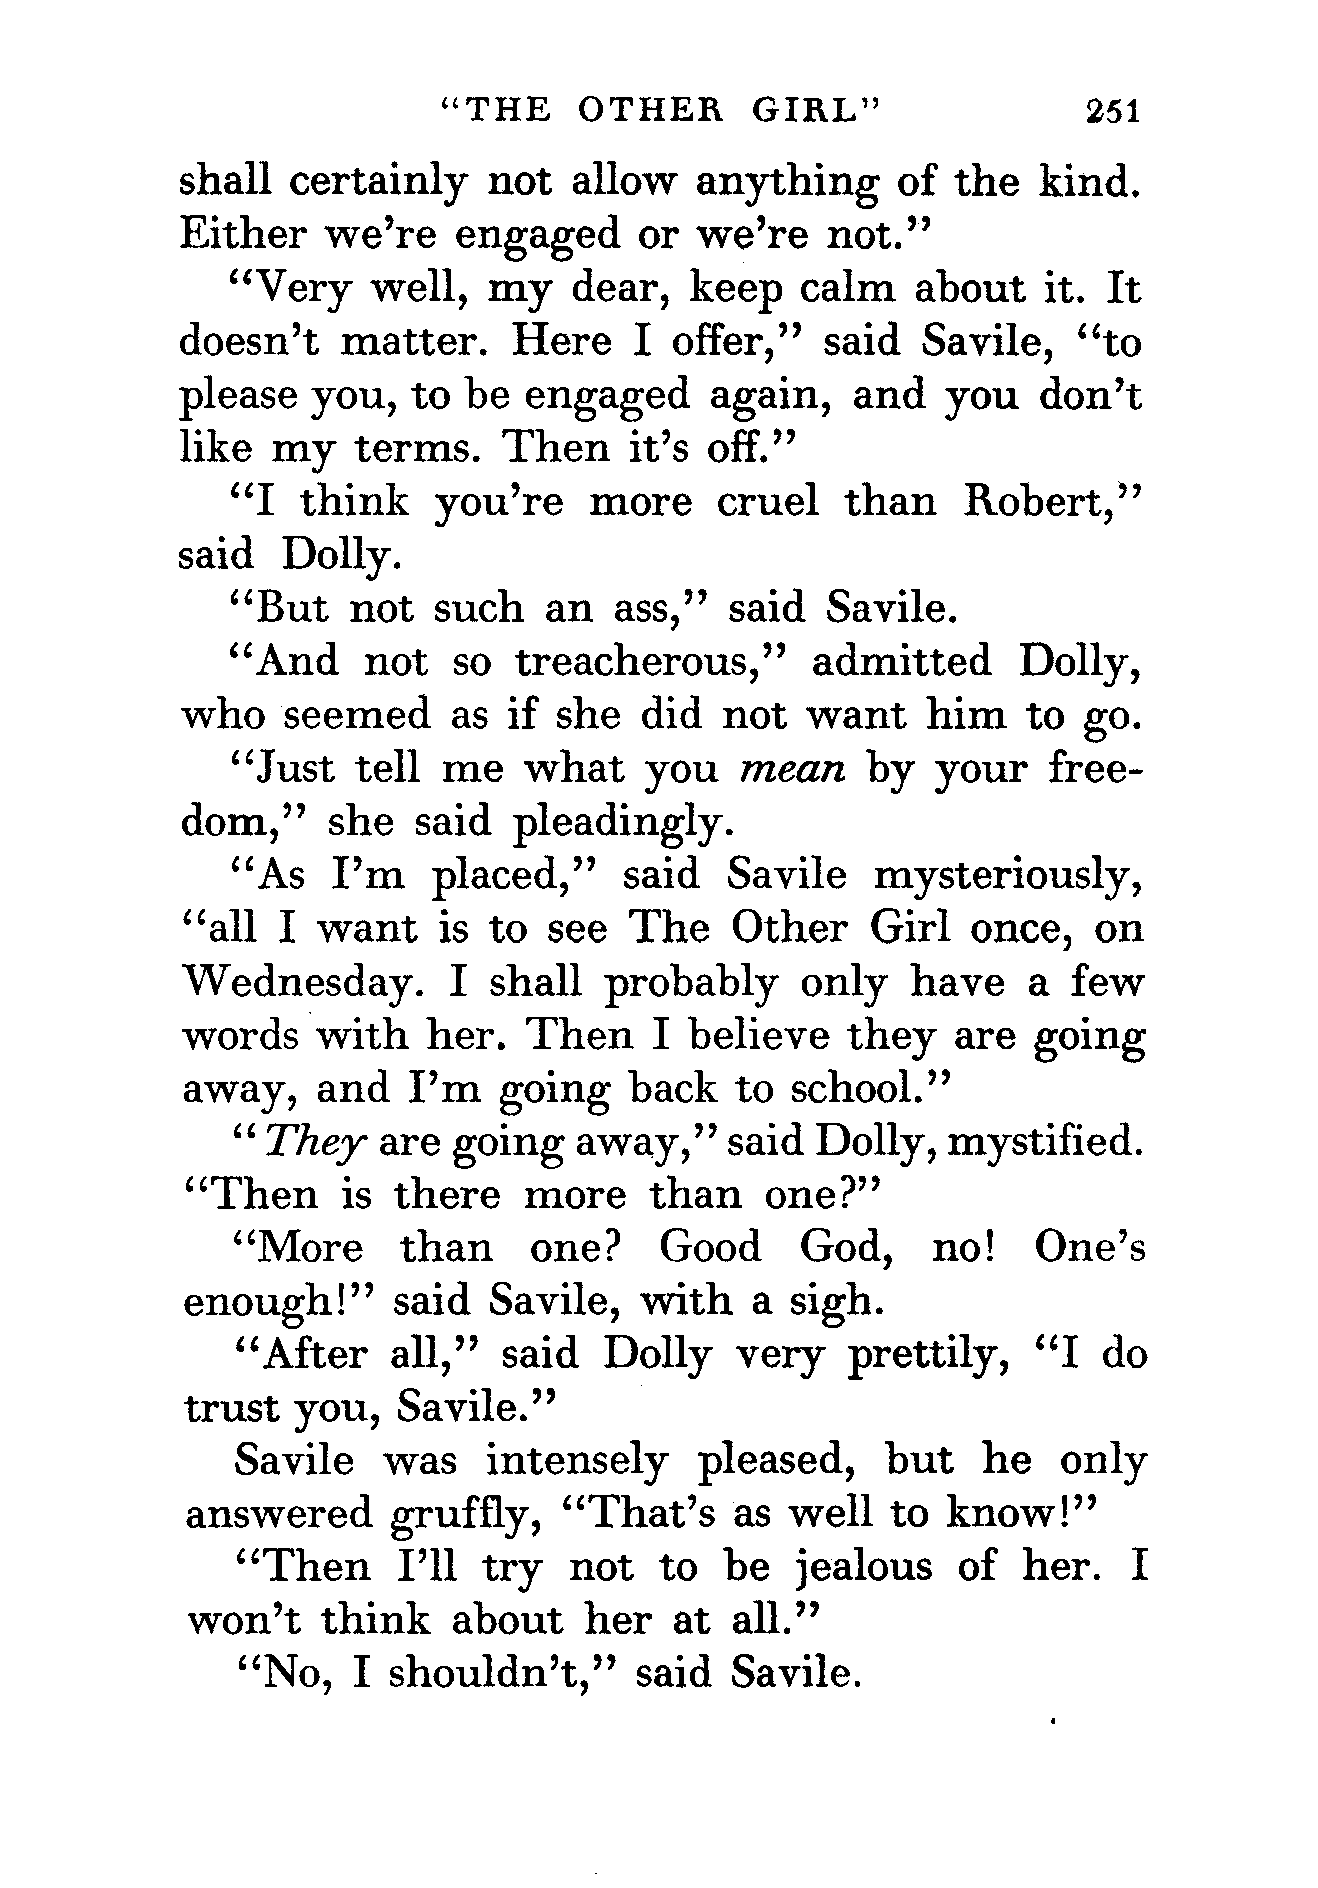 “THE OTHER GIRL” 251
shall certainly not allow anything of the kind.
Either we’re engaged or we’re not.”
“Very well, my dear, keep calm about it. It
doesn’t matter. Here I offer,” said Savile, “to
please you, to be engaged again, and you don’t
like my terms. Then it’s off.”
“I think you’re more cruel than Robert,”
said Dolly.
“But not such an ass,” said Savile.
“And not so treacherous,” admitted Dolly,
who seemed as if she did not want him to go.
“Just tell me what you mean by your free-
dom,” she said pleadingly.
“As I’m placed,” said Savile mysteriously,
“all I want is to see The Other Girl once, on
Wednesday. I shall probably only have a few
words with her. Then I believe they are going
away, and I’m going back to school.”
“They are going away,” said Dolly, mystified.
“Then is there more than one?”
“More than one? Good God, no! One’s
enough!” said Savile, with a sigh.
“After all,” said Dolly very prettily, “I do
trust you, Savile.”
Savile was intensely pleased, but he only
answered gruffly, “That’s as well to know!”
“Then I’ll try not to be jealous of her. I
won’t think about her at all.”
“No, I shouldn’t,” said Savile.